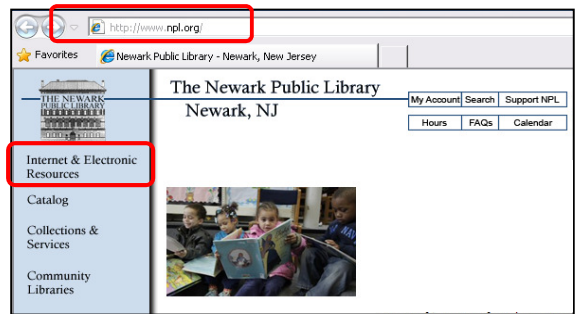 http://www.npl.org/
Favorites
Newark Public Library - Newark, New Jersey
THE NEWARK
PUBLIC LIBRARY
The Newark Public Library
Newark, NJ
My Account Search Support NPL
Hours FAQs Calendar
Internet & Electronic
Resources
Catalog
Collections &
Services
Community
Libraries